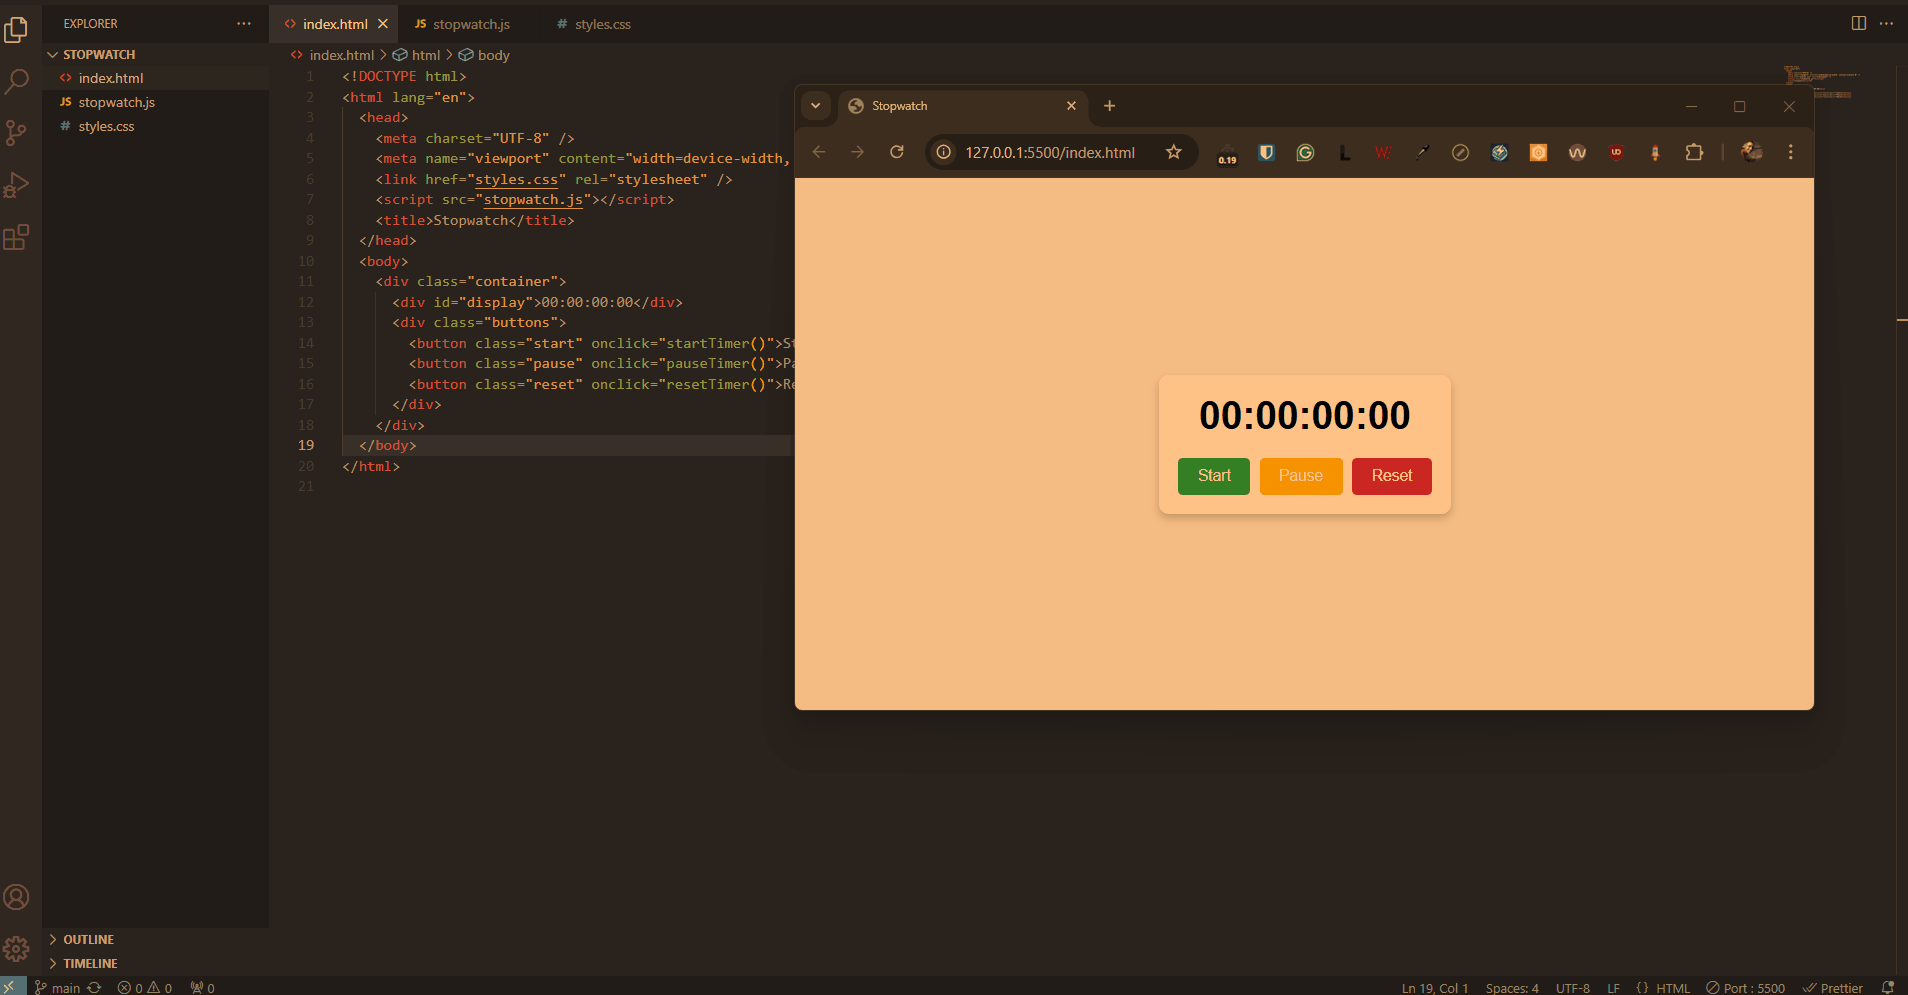 EXPLORER
STOPWATCH
index.html
JS stopwatch.js
# styles.css
OUTLINE
TIMELINE
index.html
JS stopwatch.js
# styles.css
index.html > html > body
1 <!DOCTYPE html>
2 <html lang="en">
3 <head>
4 <meta charset="UTF-8" />
5 <meta name="viewport" content="width=device-width,
6 <link href="styles.css" rel="stylesheet" />
7 <script src="stopwatch.js"></script>
8 <title>Stopwatch</title>
9 </head>
10 <body>
11 <div class="container">
12 <div id="display">00:00:00:00</div>
13 <div class="buttons">
14 <button class="start" onclick="startTimer()">St
15 <button class="pause" onclick="pauseTimer()">Pa
16 <button class="reset" onclick="resetTimer()">Re
17 </div>
18 </div>
19 </body>
20 </html>
21
Stopwatch
127.0.0.1:5500/index.html
0.19
00:00:00:00
Start Pause Reset
main 0 0 0
Ln 19, Col 1 Spaces: 4 UTF-8 LF {} HTML Port : 5500 Prettier